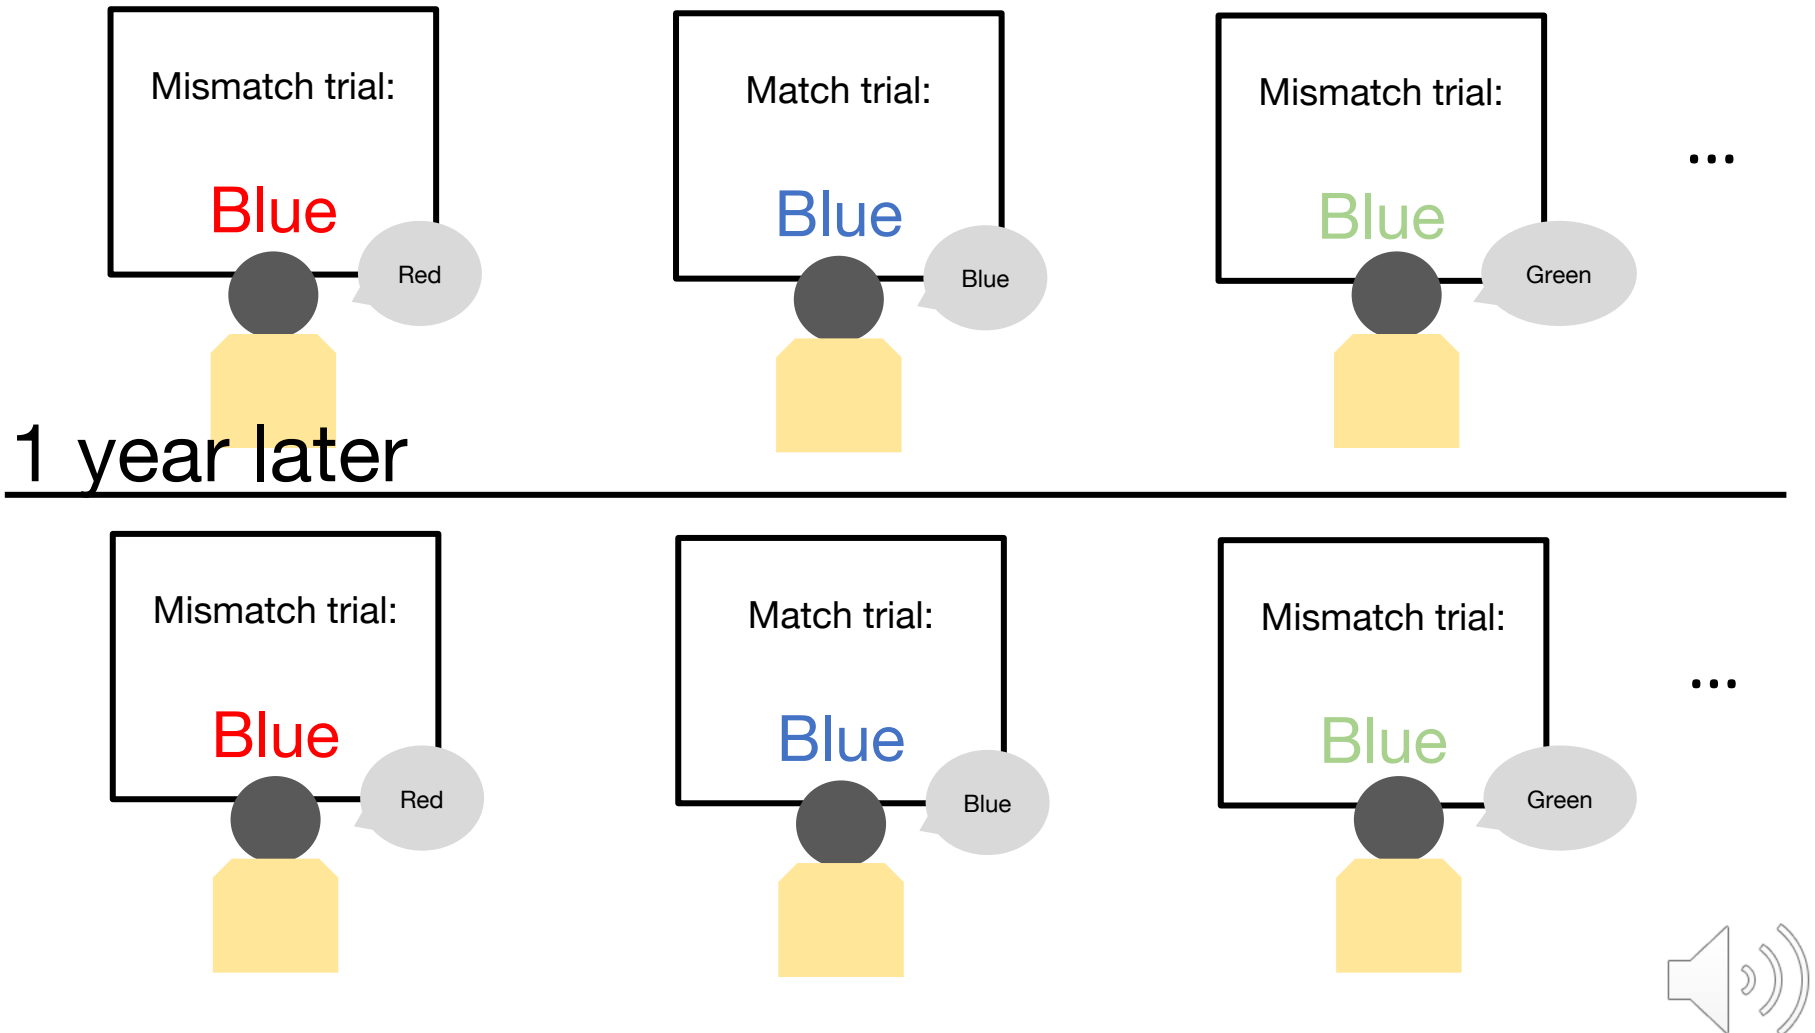 Mismatch trial:
Blue
Red
Match trial:
Blue
Blue
Mismatch trial:
Blue
Green
...
1 year later
Mismatch trial:
Blue
Red
Match trial:
Blue
Blue
Mismatch trial:
Blue
Green
...